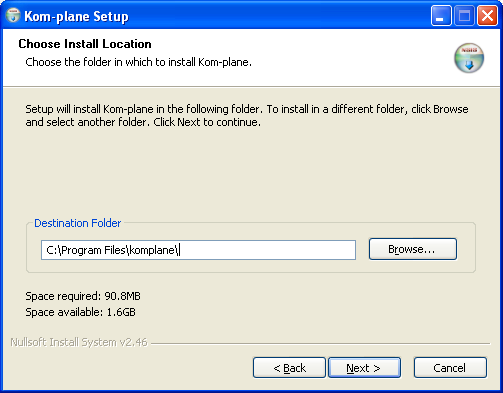 Kom-plane Setup
Choose Install Location
Choose the folder in which to install Kom-plane.
Setup will install Kom-plane in the following folder. To install in a different folder, click Browse
and select another folder. Click Next to continue.
Destination Folder
C:\Program Files\komplane\
Browse...
Space required: 90.8MB
Space available: 1.6GB
Nullsoft Install System v2.46
< Back
Next >
Cancel